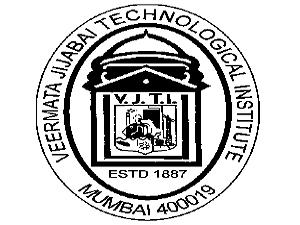 VEERMATA JIJABAI TECHNOLOGICAL INSTITUTE
V.J.T.I.
ESTD 1887
MUMBAI 400019